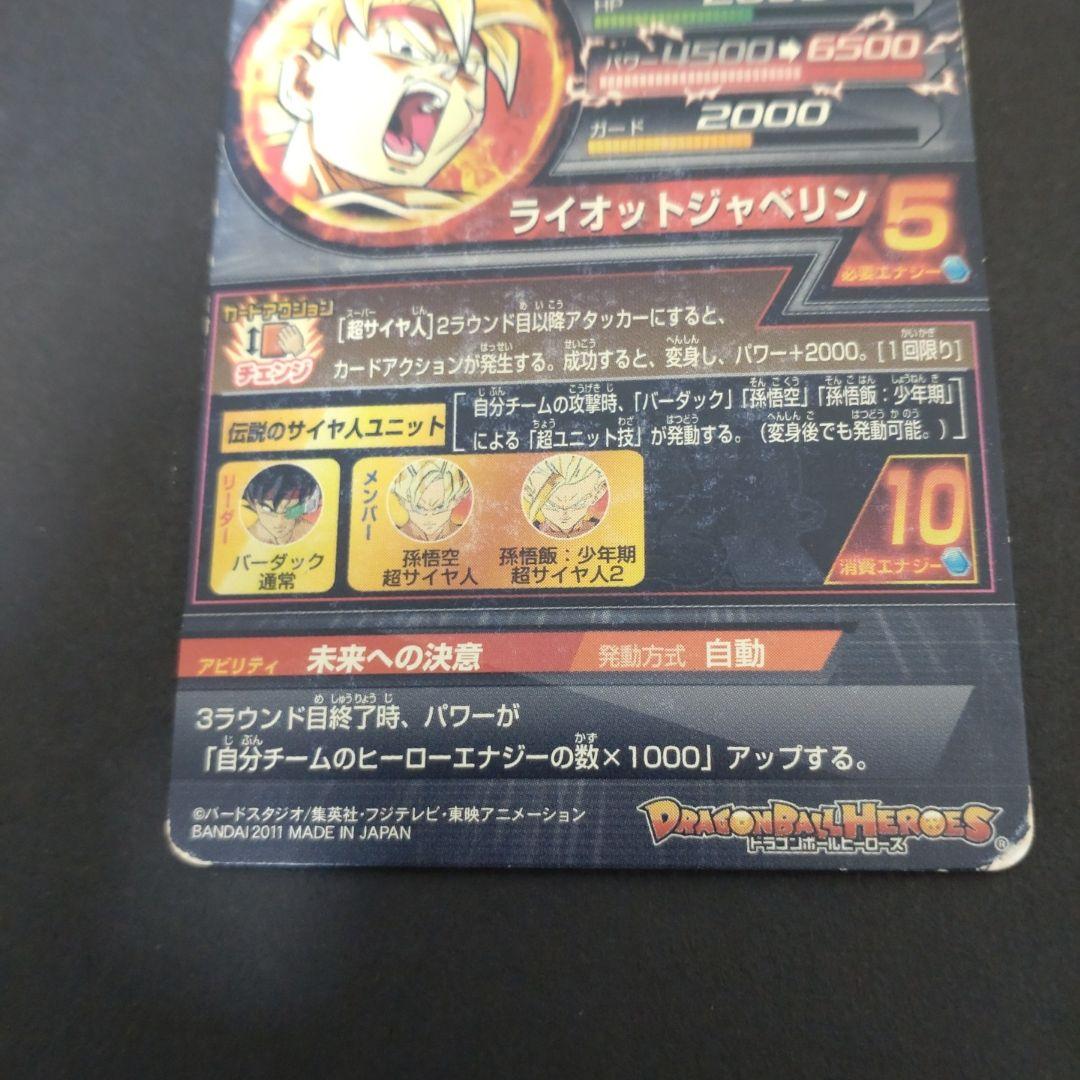 HP
パワー 4500➡6500
ガード 2000
ライオットジャベリン 5
必要エナジー
カードアクション
チェンジ
[超サイヤ人]2ラウンド目以降アタッカーにすると、
カードアクションが発生する。成功すると、変身し、パワー+2000。[1回限り]
伝説のサイヤ人ユニット
自分チームの攻撃時、「バーダック」「孫悟空」「孫悟飯：少年期」
による「超ユニット技」が発動する。(変身後でも発動可能。)
リーダー
バーダック
通常
メンバー
孫悟空
超サイヤ人
孫悟飯：少年期
超サイヤ人2
10
消費エナジー
アビリティ 未来への決意 発動方式 自動
3ラウンド目終了時、パワーが
「自分チームのヒーローエナジーの数×1000」アップする。
©バードスタジオ/集英社・フジテレビ・東映アニメーション
BANDAI 2011 MADE IN JAPAN
DRAGON BALL HEROES
ドラゴンボールヒーローズ
®